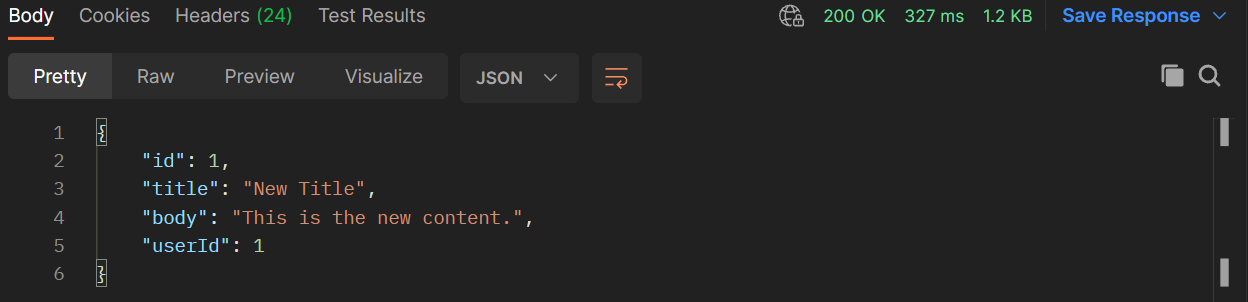 Body Cookies Headers (24) Test Results 200 OK 327 ms 1.2 KB Save Response
Pretty Raw Preview Visualize JSON
1 {
2 "id": 1,
3 "title": "New Title",
4 "body": "This is the new content.",
5 "userId": 1
6 }